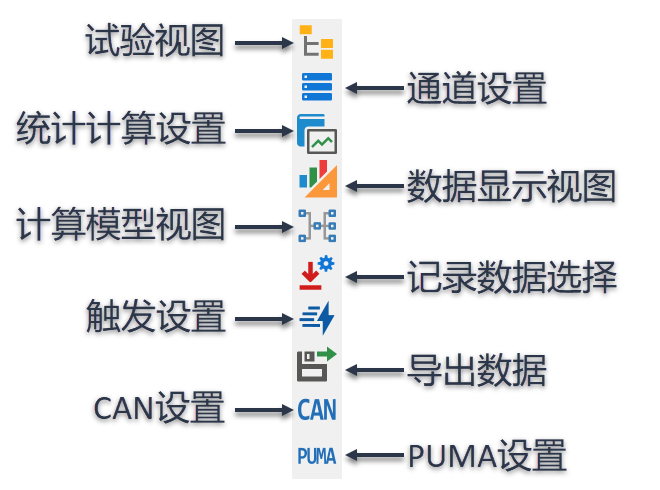 试验视图
通道设置
统计计算设置
数据显示视图
计算模型视图
记录数据选择
触发设置
导出数据
CAN设置
CAN
PUMA
PUMA设置